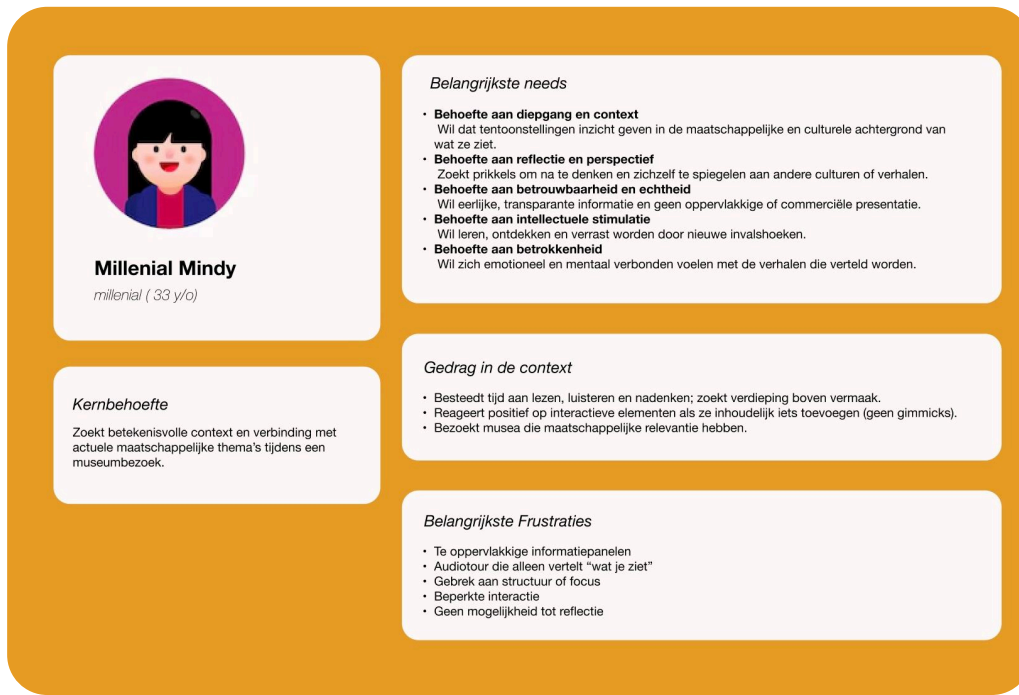 Millenial Mindy
millenial ( 33 y/o)
Kernbehoefte
Zoekt betekenisvolle context en verbinding met
actuele maatschappelijke thema's tijdens een
museumbezoek.
Belangrijkste needs
• Behoefte aan diepgang en context
Wil dat tentoonstellingen inzicht geven in de maatschappelijke en culturele achtergrond van
wat ze ziet.
• Behoefte aan reflectie en perspectief
Zoekt prikkels om na te denken en zichzelf te spiegelen aan andere culturen of verhalen.
• Behoefte aan betrouwbaarheid en echtheid
Wil eerlijke, transparante informatie en geen oppervlakkige of commerciële presentatie.
• Behoefte aan intellectuele stimulatie
Wil leren, ontdekken en verrast worden door nieuwe invalshoeken.
• Behoefte aan betrokkenheid
Wil zich emotioneel en mentaal verbonden voelen met de verhalen die verteld worden.
Gedrag in de context
• Besteedt tijd aan lezen, luisteren en nadenken; zoekt verdieping boven vermaak.
• Reageert positief op interactieve elementen als ze inhoudelijk iets toevoegen (geen gimmicks).
• Bezoekt musea die maatschappelijke relevantie hebben.
Belangrijkste Frustraties
• Te oppervlakkige informatiepanelen
• Audiotour die alleen vertelt “wat je ziet”
• Gebrek aan structuur of focus
• Beperkte interactie
• Geen mogelijkheid tot reflectie